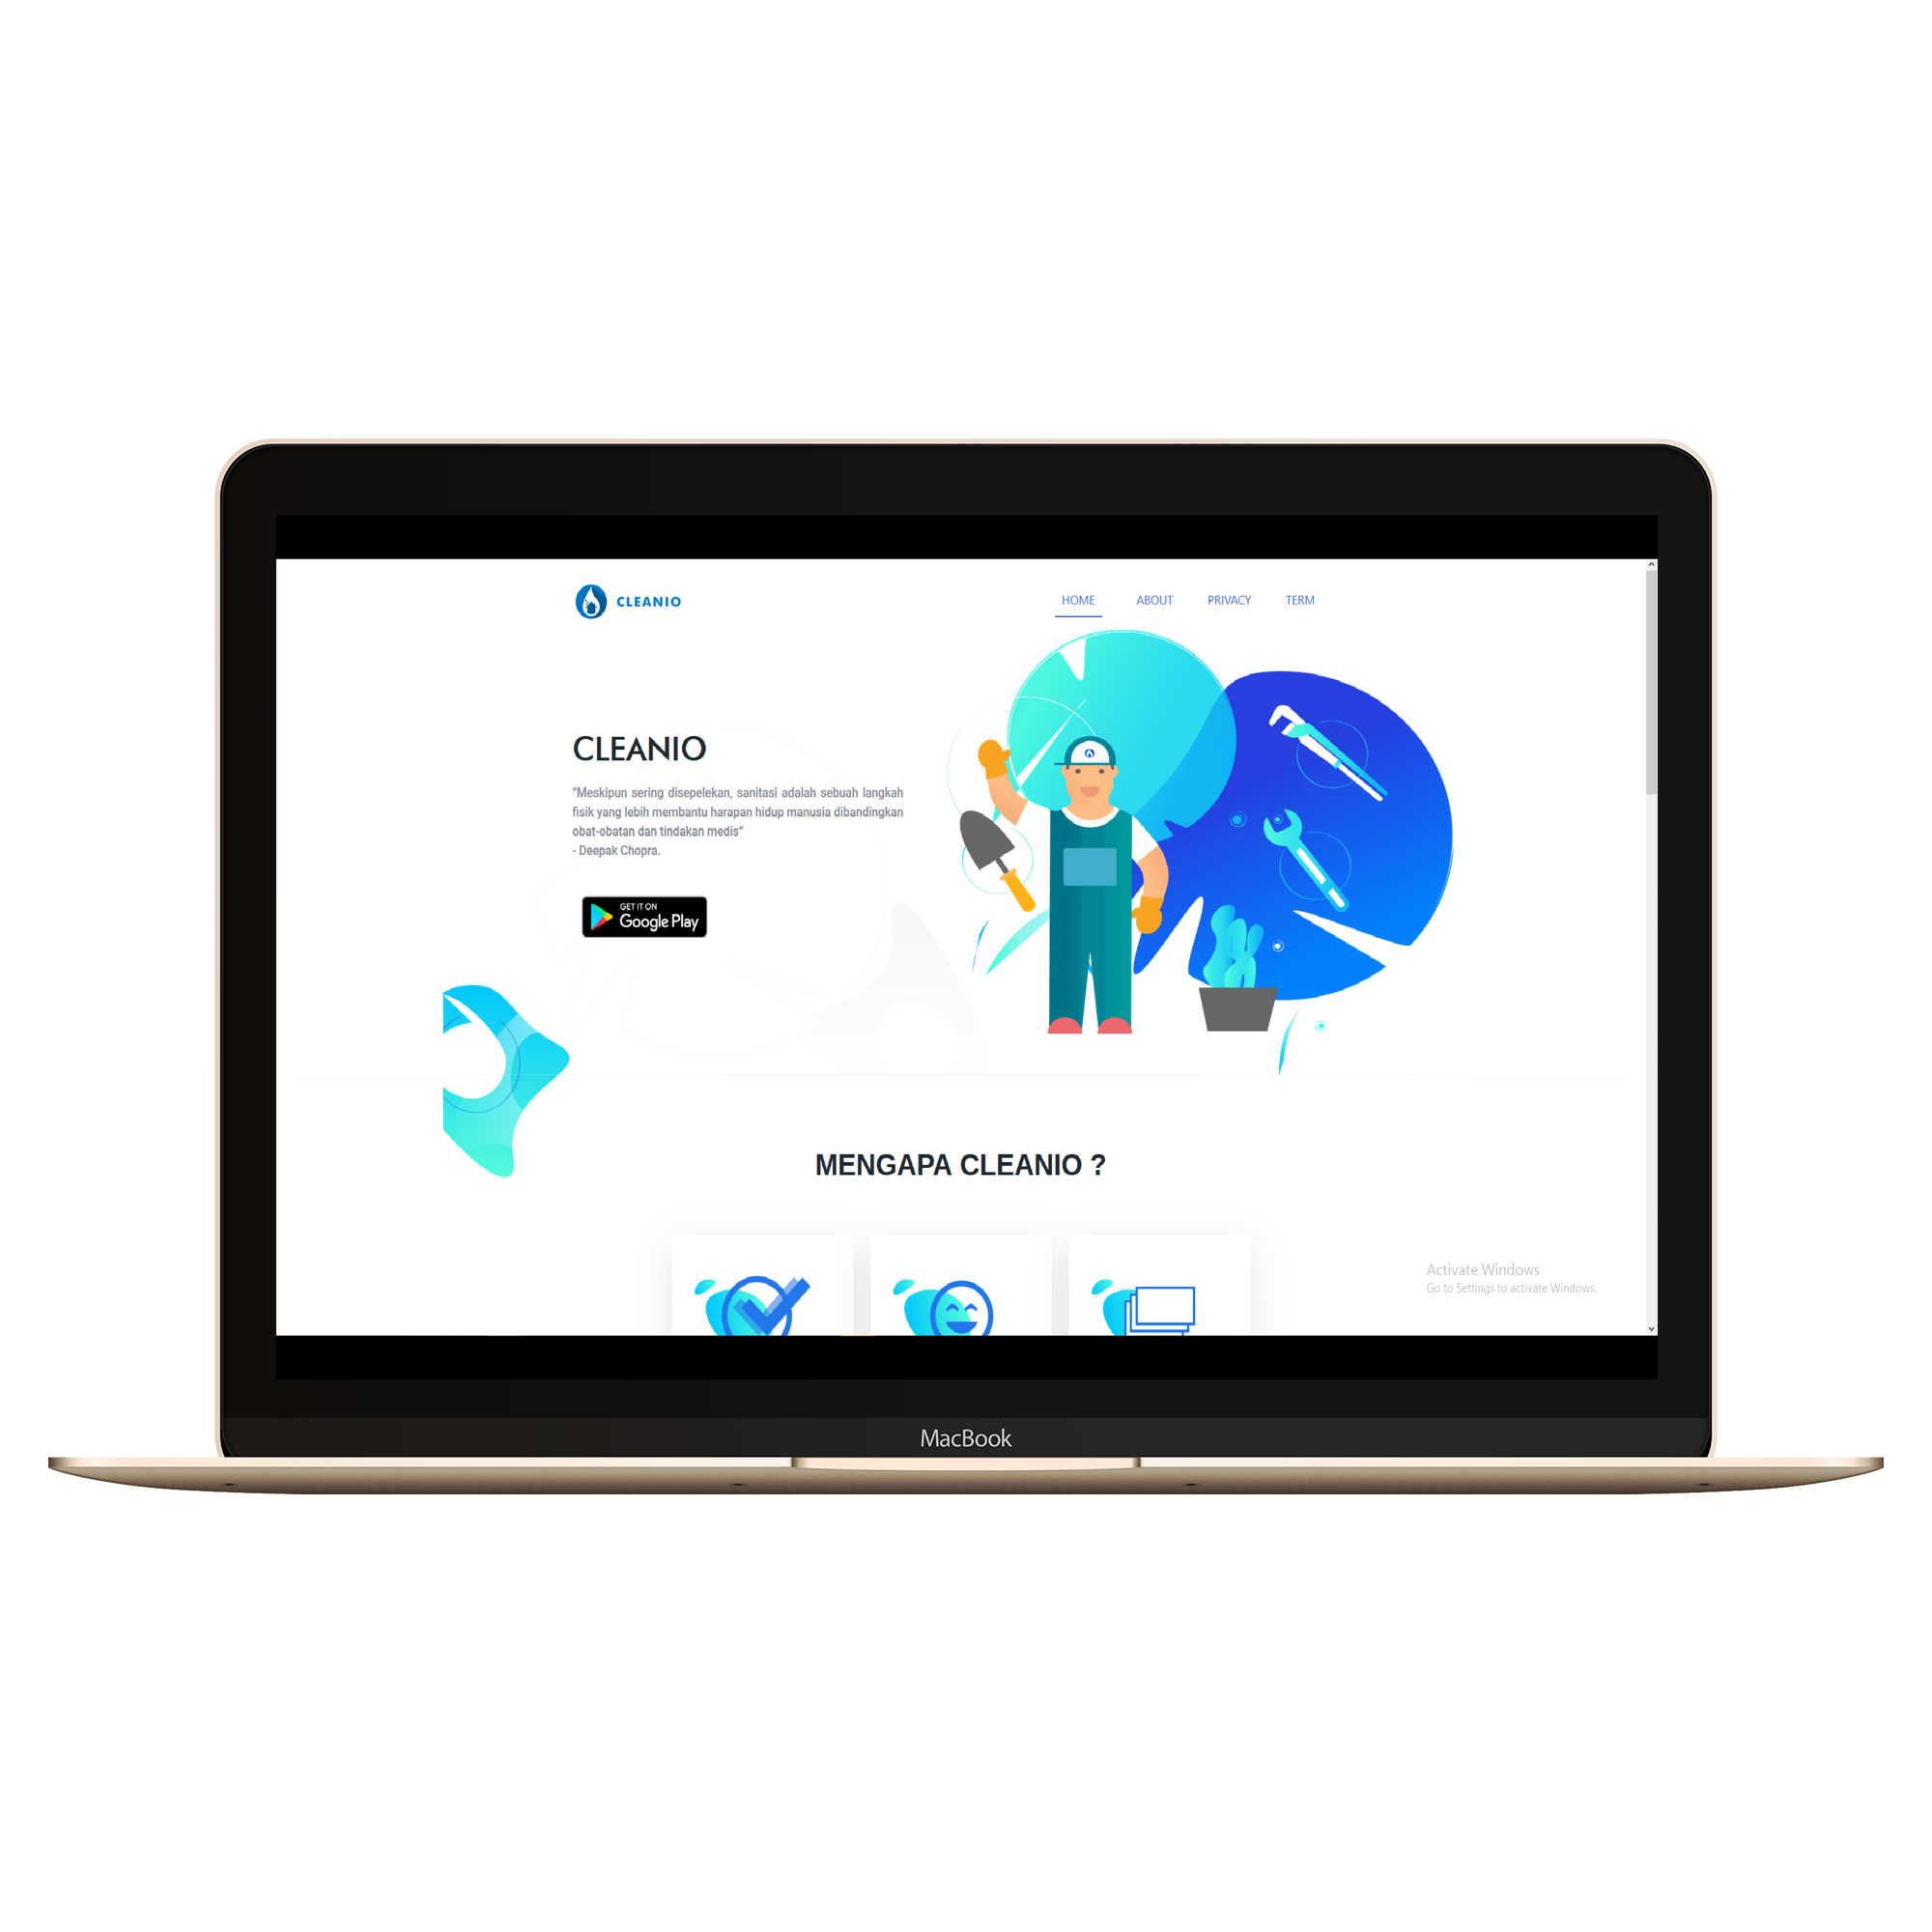 CLEANIO
HOME ABOUT PRIVACY TERM
CLEANIO
“Meskipun sering disepelekan, sanitasi adalah sebuah langkah
fisik yang lebih membantu harapan hidup manusia dibandingkan
obat-obatan dan tindakan medis”
- Deepak Chopra.
GET IT ON
Google Play
MENGAPA CLEANIO ?
Activate Windows
Go to Settings to activate Windows.
MacBook